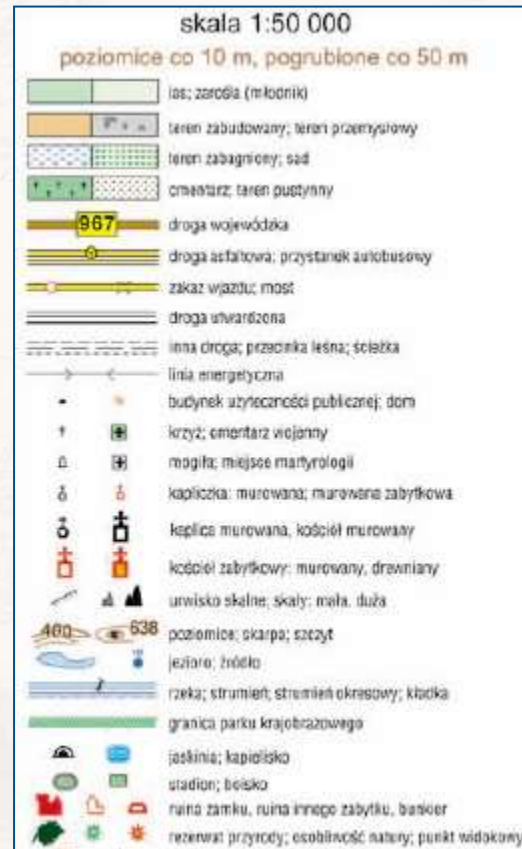 skala 1:50 000
poziomice co 10 m, pogrubione co 50 m
las; zarośla (młodnik)
teren zabudowany; teren przemysłowy
teren zabagniony; sad
cmentarz; teren pustynny
967 droga wojewódzka
droga asfaltowa; przystanek autobusowy
zakaz wjazdu; most
droga utwardzona
inna droga; przecinka leśna; ścieżka
linia energetyczna
budynek użyteczności publicznej; dom
krzyż; cmentarz wojenny
mogiła; miejsce martyrologii
kapliczka: murowana; murowana zabytkowa
kaplica murowana, kościół murowany
kościół zabytkowy: murowany, drewniany
urwisko skalne; skały: mała, duża
460 638 poziomice; skarpa; szczyt
jezioro; źródło
rzeka; strumień; strumień okresowy; kładka
granica parku krajobrazowego
jaskinia; kąpielisko
stadion; boisko
ruina zamku, ruina innego zabytku, bunkier
rezerwat przyrody; osobliwość natury; punkt widokowy